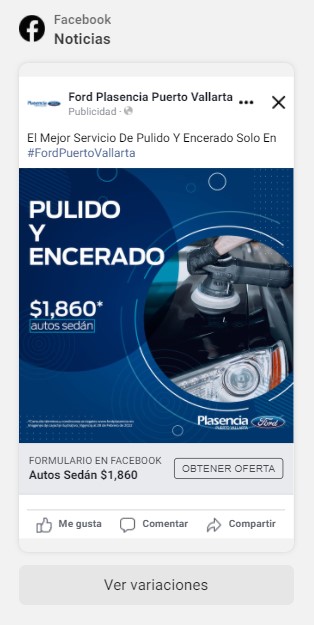 Facebook
Noticias
Plasencia Ford
Ford Plasencia Puerto Vallarta
Publicidad ·
El Mejor Servicio De Pulido Y Encerado Solo En
#FordPuertoVallarta
PULIDO
Y
ENCERADO
$1,860*
autos sedán
Plasencia Ford
PUERTO VALLARTA
FORMULARIO EN FACEBOOK
Autos Sedán $1,860
OBTENER OFERTA
Me gusta
Comentar
Compartir
Ver variaciones